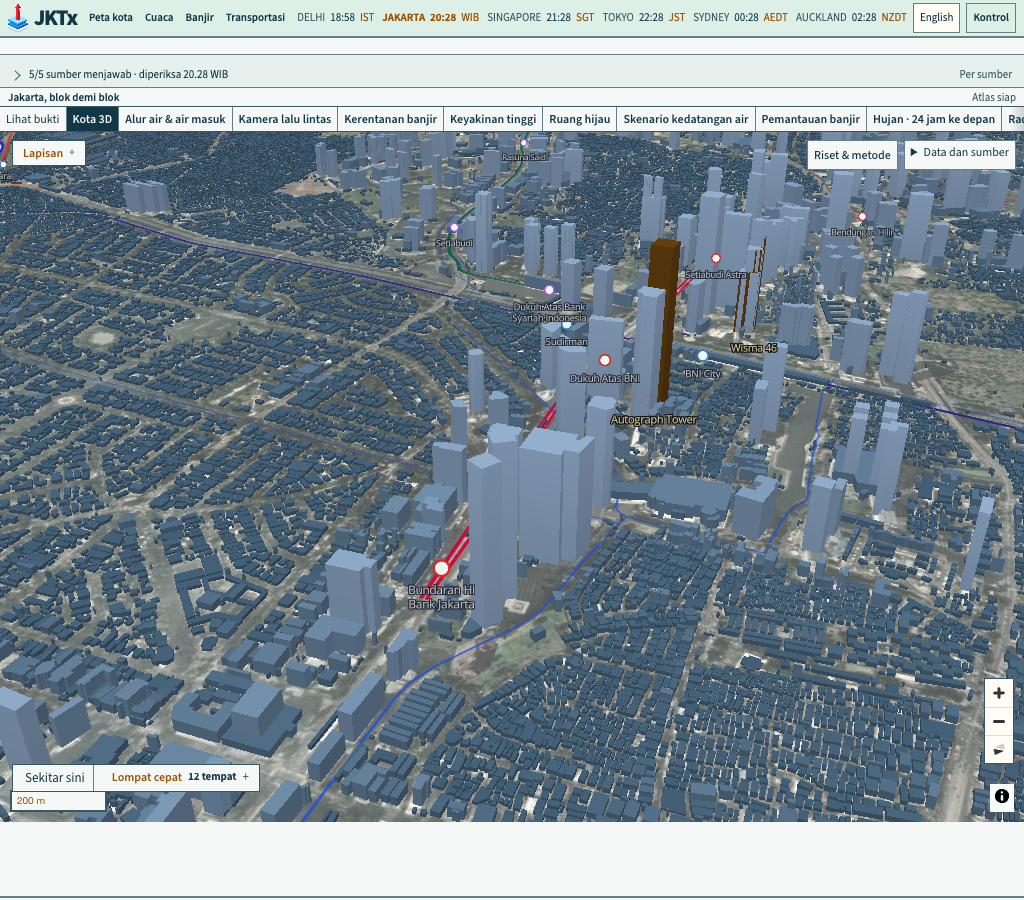 JKTx
Peta kota Cuaca Banjir Transportasi
DELHI 18:58 IST JAKARTA 20:28 WIB SINGAPORE 21:28 SGT TOKYO 22:28 JST SYDNEY 00:28 AEDT AUCKLAND 02:28 NZDT
English
Kontrol
5/5 sumber menjawab · diperiksa 20.28 WIB
Per sumber
Jakarta, blok demi blok
Atlas siap
Lihat bukti Kota 3D Alur air & air masuk Kamera lalu lintas Kerentanan banjir Keyakinan tinggi Ruang hijau Skenario kedatangan air Pemantauan banjir Hujan · 24 jam ke depan
Lapisan +
Riset & metode
Data dan sumber
Rasuna Said
Setiabudi
Bendungan Hilir
Setiabudi Astra
Dukuh Atas Bank
Syariah Indonesia
Sudirman
Wisma 46
BNI City
Dukuh Atas BNI
Autograph Tower
Bundaran HI
Bank Jakarta
+
−
Sekitar sini
Lompat cepat 12 tempat +
200 m